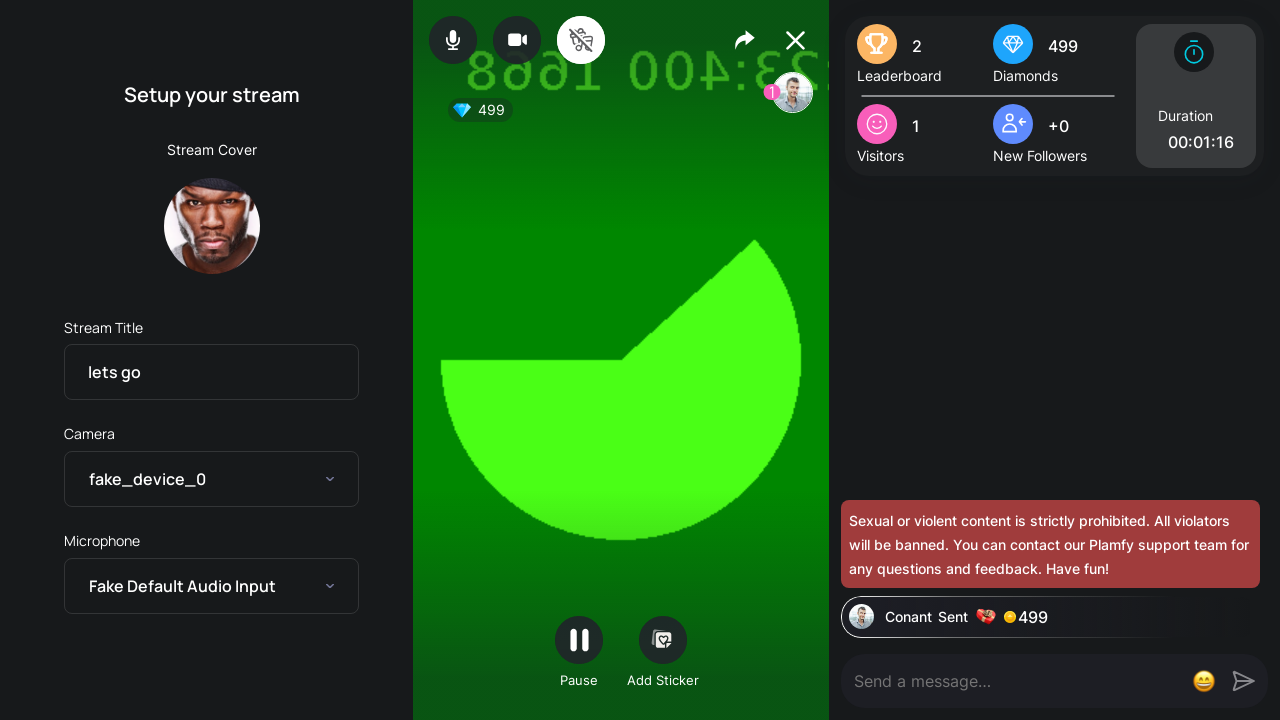 Setup your stream
Stream Cover
Stream Title
lets go
Camera
fake_device_0
Microphone
Fake Default Audio Input
499
1
Pause
Add Sticker
2
Leaderboard
499
Diamonds
1
Visitors
+0
New Followers
Duration
00:01:16
Sexual or violent content is strictly prohibited. All violators
will be banned. You can contact our Plamfy support team for
any questions and feedback. Have fun!
Conant Sent 499
Send a message...